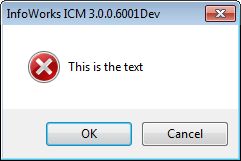 InfoWorks ICM 3.0.0.6001Dev
This is the text
OK
Cancel